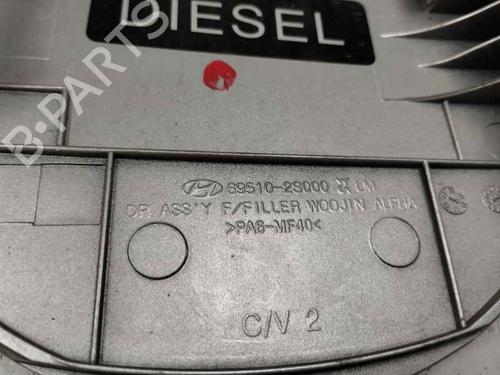 DIESEL
B-PARTS
69510-2S000 LM
DR ASS'Y F/FILLER WOOJIN ALPHA
>PA6-MF40<
C/V 2